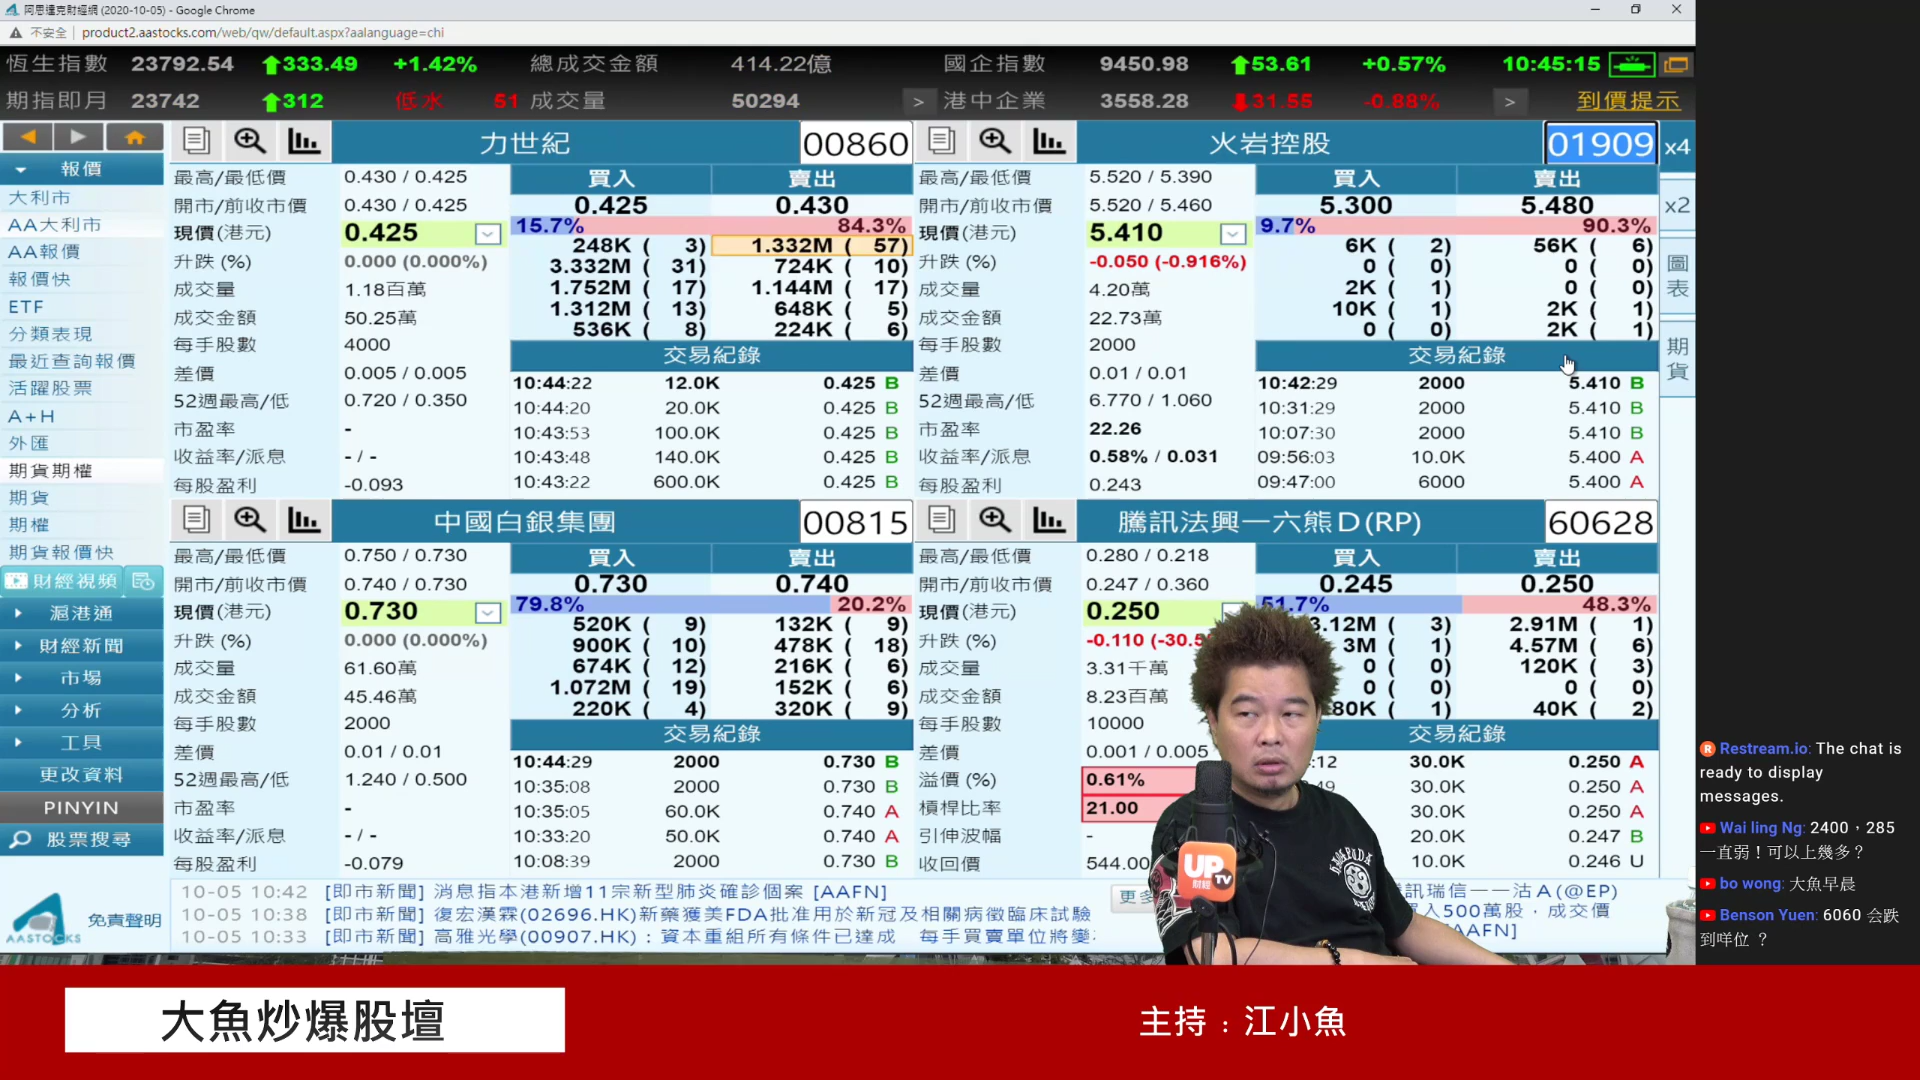 阿思達克財經網 (2020-10-05) - Google Chrome
不安全 | product2.aastocks.com/web/qw/default.aspx?aalanguage=chi
恆生指數 23792.54 333.49 +1.42% 總成交金額 414.22億 國企指數 9450.98 53.61 +0.57% 10:45:15
期指即月 23742 312 低水 51 成交量 50294 > 港中企業 3558.28 31.55 -0.88% > 到價提示
報價
大利市
AA大利市
AA報價
報價快
ETF
分類表現
最近查詢報價
活躍股票
A+H
外匯
期貨期權
期貨
期權
期貨報價快
財經視頻
滬港通
財經新聞
市場
分析
工具
更改資料
PINYIN
股票搜尋
AASTOCKS
免責聲明
力世紀 00860
最高/最低價 0.430 / 0.425
開市/前收市價 0.430 / 0.425
現價(港元) 0.425
升跌 (%) 0.000 (0.000%)
成交量 1.18百萬
成交金額 50.25萬
每手股數 4000
差價 0.005 / 0.005
52週最高/低 0.720 / 0.350
市盈率 -
收益率/派息 - / -
每股盈利 -0.093
買入 賣出
0.425 0.430
15.7% 84.3%
248K ( 3) 1.332M ( 57)
3.332M ( 31) 724K ( 10)
1.752M ( 17) 1.144M ( 17)
1.312M ( 13) 648K ( 5)
536K ( 8) 224K ( 6)
交易紀錄
10:44:22 12.0K 0.425 B
10:44:20 20.0K 0.425 B
10:43:53 100.0K 0.425 B
10:43:48 140.0K 0.425 B
10:43:22 600.0K 0.425 B
火岩控股 01909 x4
x2
圖表
期貨
最高/最低價 5.520 / 5.390
開市/前收市價 5.520 / 5.460
現價(港元) 5.410
升跌 (%) -0.050 (-0.916%)
成交量 4.20萬
成交金額 22.73萬
每手股數 2000
差價 0.01 / 0.01
52週最高/低 6.770 / 1.060
市盈率 22.26
收益率/派息 0.58% / 0.031
每股盈利 0.243
買入 賣出
5.300 5.480
9.7% 90.3%
6K ( 2) 56K ( 6)
0 ( 0) 0 ( 0)
2K ( 1) 0 ( 0)
10K ( 1) 2K ( 1)
0 ( 0) 2K ( 1)
交易紀錄
10:42:29 2000 5.410 B
10:31:29 2000 5.410 B
10:07:30 2000 5.410 B
09:56:03 10.0K 5.400 A
09:47:00 6000 5.400 A
中國白銀集團 00815
最高/最低價 0.750 / 0.730
開市/前收市價 0.740 / 0.730
現價(港元) 0.730
升跌 (%) 0.000 (0.000%)
成交量 61.60萬
成交金額 45.46萬
每手股數 2000
差價 0.01 / 0.01
52週最高/低 1.240 / 0.500
市盈率 -
收益率/派息 - / -
每股盈利 -0.079
買入 賣出
0.730 0.740
79.8% 20.2%
520K ( 9) 132K ( 9)
900K ( 10) 478K ( 18)
674K ( 12) 216K ( 6)
1.072M ( 19) 152K ( 6)
220K ( 4) 320K ( 9)
交易紀錄
10:44:29 2000 0.730 B
10:35:08 2000 0.730 B
10:35:05 60.0K 0.740 A
10:33:20 50.0K 0.740 A
10:08:39 2000 0.730 B
騰訊法興一六熊D(RP) 60628
最高/最低價 0.280 / 0.218
開市/前收市價 0.247 / 0.360
現價(港元) 0.250
升跌 (%) -0.110 (-30.5
成交量 3.31千萬
成交金額 8.23百萬
每手股數 10000
差價 0.001 / 0.005
溢價 (%) 0.61%
槓桿比率 21.00
引伸波幅 -
收回價 544.00
買入 賣出
0.245 0.250
51.7% 48.3%
3.12M ( 3) 2.91M ( 1)
3M ( 1) 4.57M ( 6)
0 ( 0) 120K ( 3)
0 ( 0) 0 ( 0)
80K ( 1) 40K ( 2)
交易紀錄
:12 30.0K 0.250 A
:49 30.0K 0.250 A
30.0K 0.250 A
20.0K 0.247 B
10.0K 0.246 U
10-05 10:42 [即市新聞] 消息指本港新增11宗新型肺炎確診個案 [AAFN]
10-05 10:38 [即市新聞] 復宏漢霖(02696.HK)新藥獲美FDA批准用於新冠及相關病徵臨床試驗
10-05 10:33 [即市新聞] 高雅光學(00907.HK)：資本重組所有條件已達成 每手買賣單位將變
更多
訊瑞信一一沽A(@EP)
入500萬股，成交價
AAFN]
UP
TV
財經
Restream.io: The chat is
ready to display
messages.
Wai ling Ng: 2400，285
一直弱！可以上幾多？
bo wong: 大魚早晨
Benson Yuen: 6060 会跌
到咩位 ？
大魚炒爆股壇
主持：江小魚